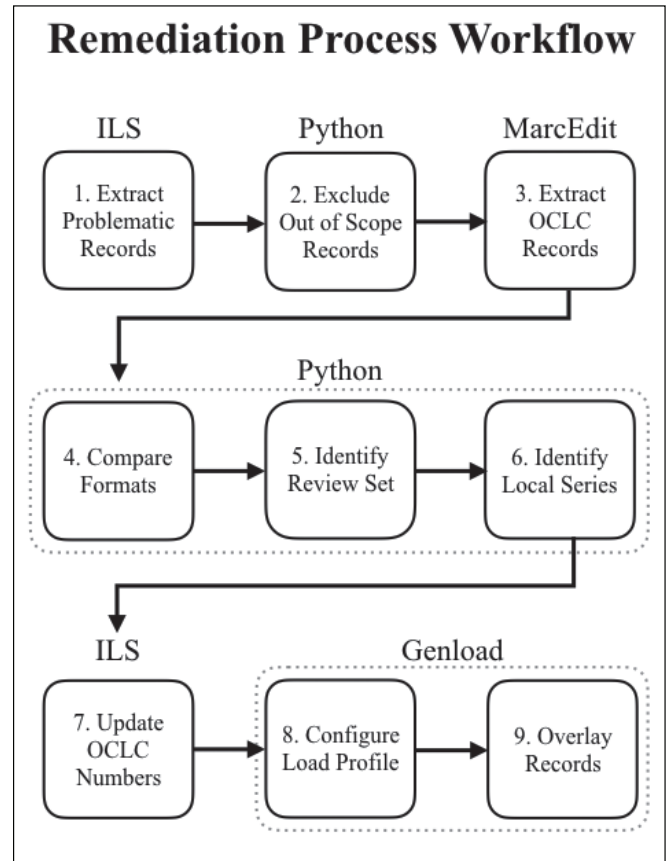 Remediation Process Workflow
ILS
Python
MarcEdit
1. Extract
Problematic
Records
2. Exclude
Out of Scope
Records
3. Extract
OCLC
Records
Python
4. Compare
Formats
5. Identify
Review Set
6. Identify
Local Series
ILS
Genload
7. Update
OCLC
Numbers
8. Configure
Load Profile
9. Overlay
Records